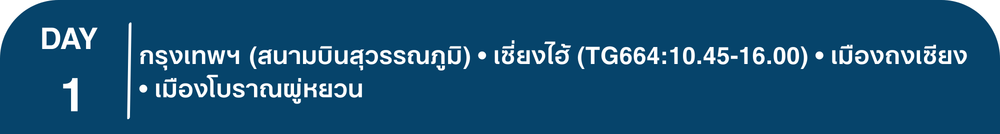 DAY
1
กรุงเทพฯ (สนามบินสุวรรณภูมิ) • เซี่ยงไฮ้ (TG664:10.45-16.00) • เมืองถงเซียง
• เมืองโบราณผู่หยวน